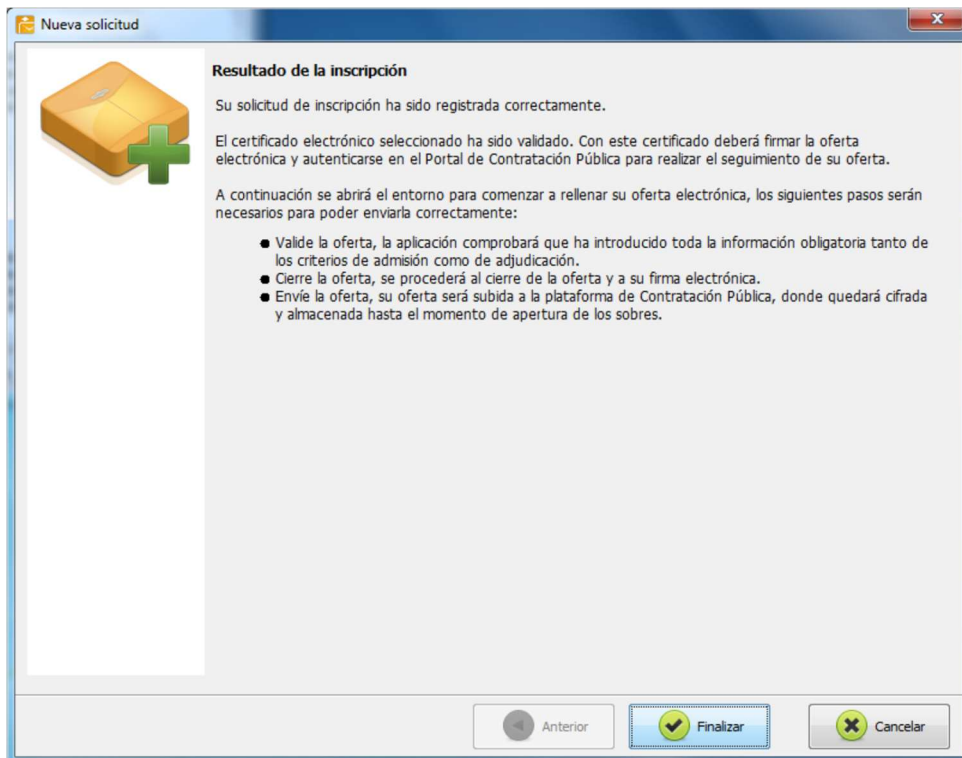 Nueva solicitud
Resultado de la inscripción
Su solicitud de inscripción ha sido registrada correctamente.
El certificado electrónico seleccionado ha sido validado. Con este certificado deberá firmar la oferta
electrónica y autenticarse en el Portal de Contratación Pública para realizar el seguimiento de su oferta.
A continuación se abrirá el entorno para comenzar a rellenar su oferta electrónica, los siguientes pasos serán
necesarios para poder enviarla correctamente:
● Valide la oferta, la aplicación comprobará que ha introducido toda la información obligatoria tanto de
los criterios de admisión como de adjudicación.
● Cierre la oferta, se procederá al cierre de la oferta y a su firma electrónica.
● Envíe la oferta, su oferta será subida a la plataforma de Contratación Pública, donde quedará cifrada
y almacenada hasta el momento de apertura de los sobres.
Anterior Finalizar Cancelar